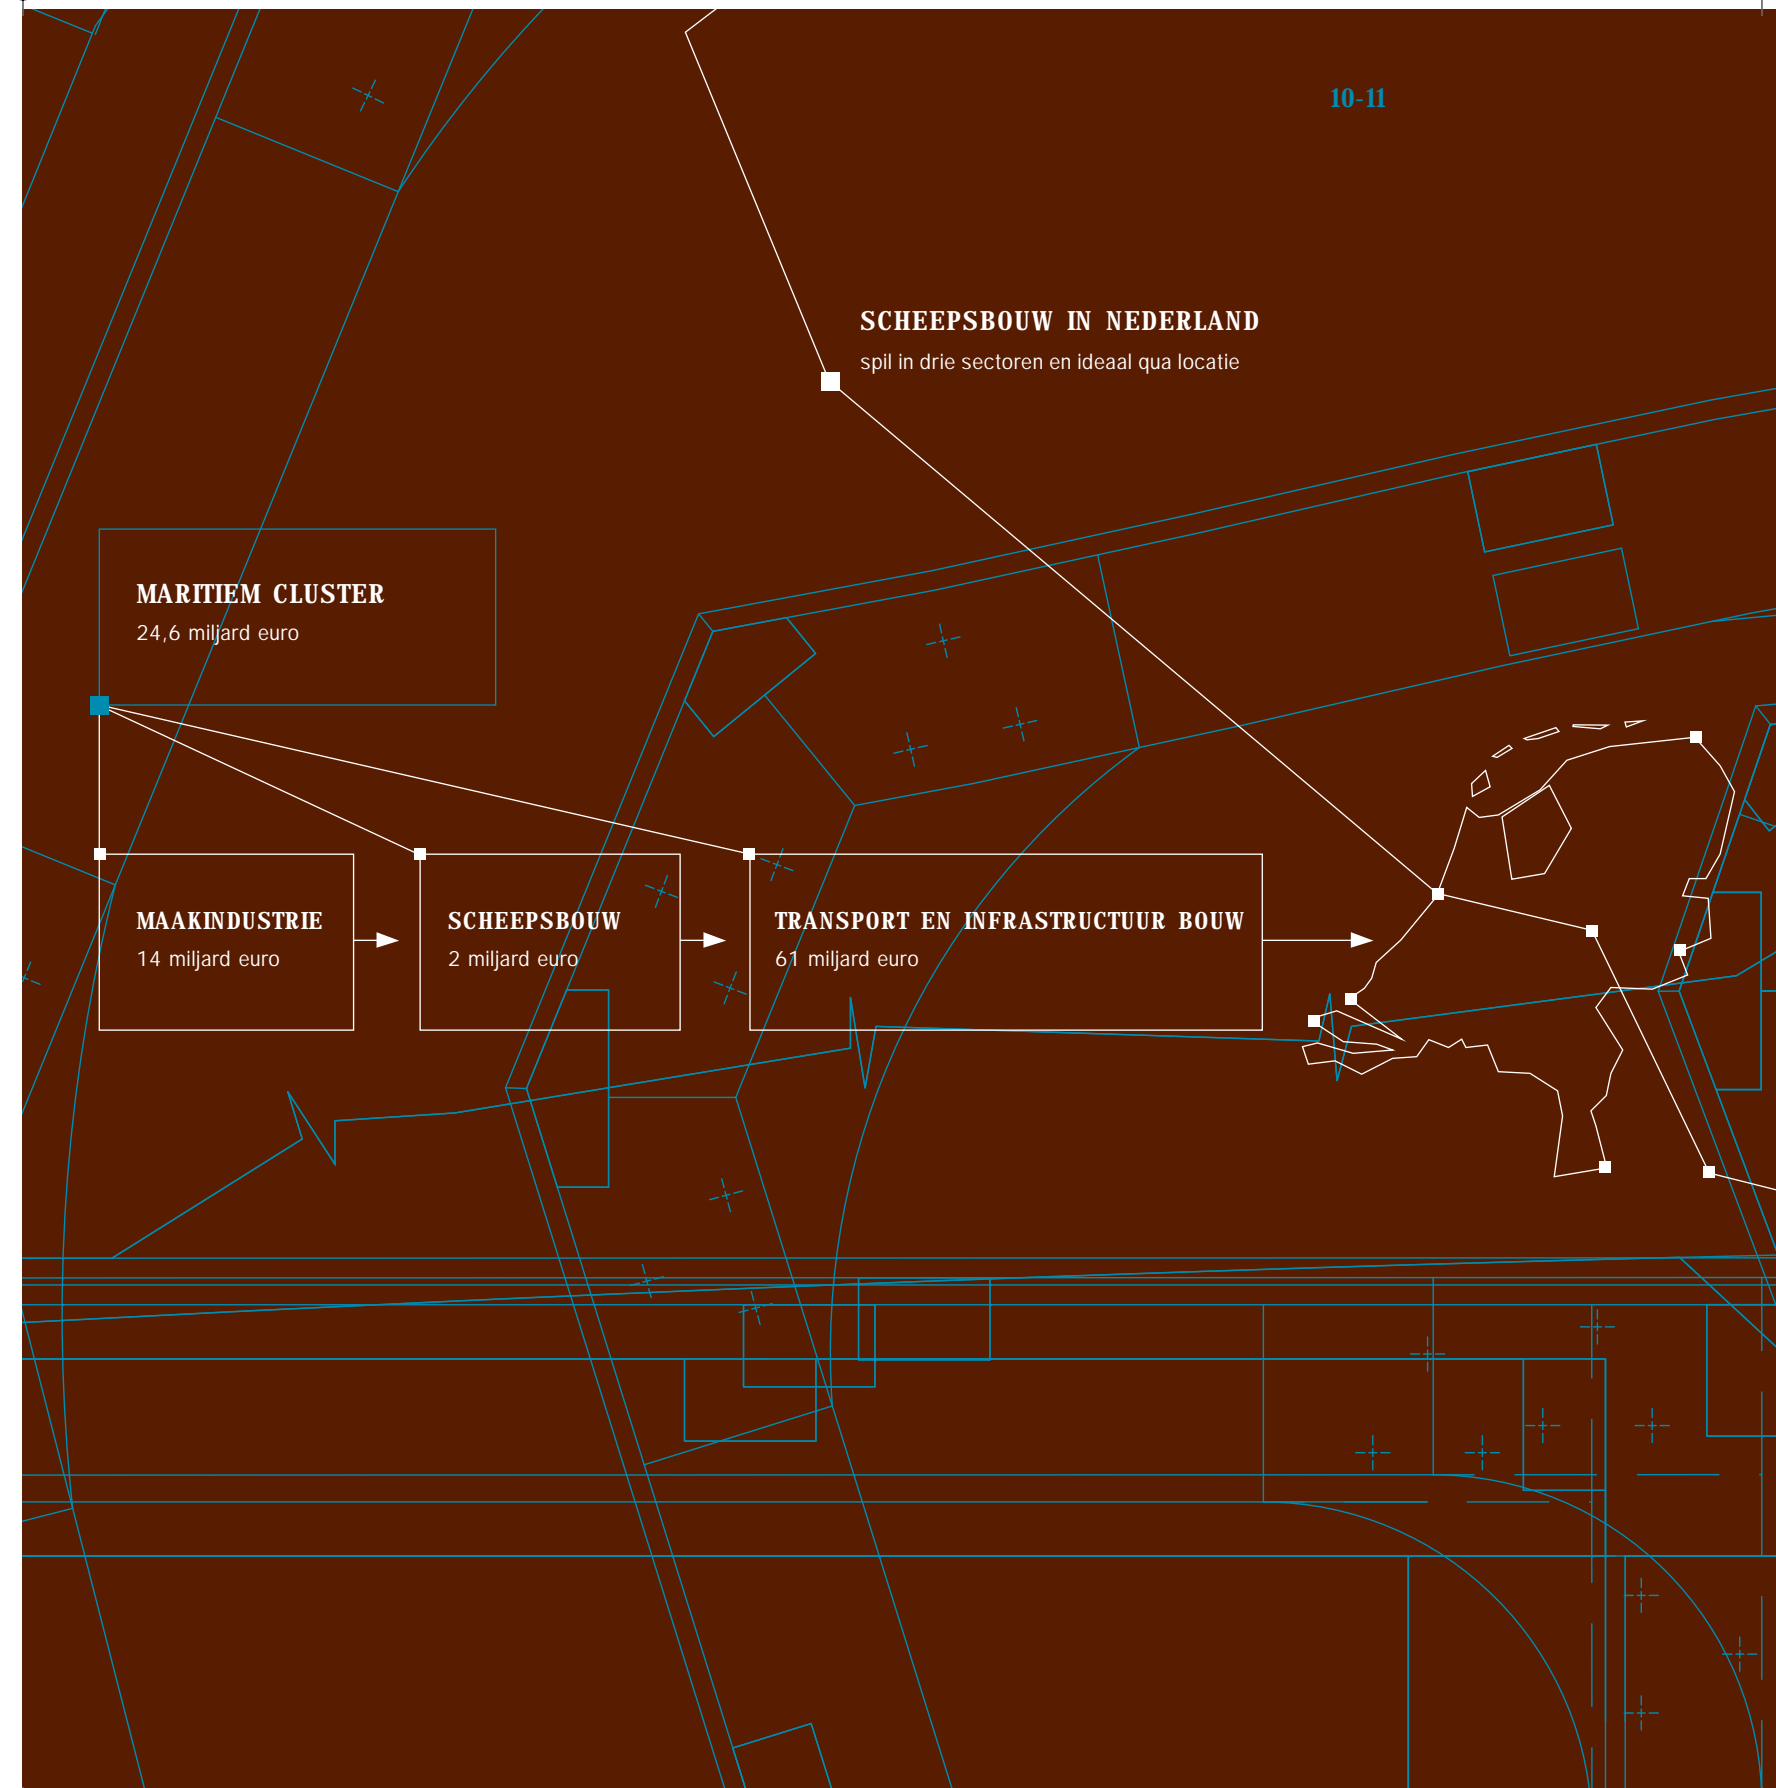 10-11
SCHEEPSBOUW IN NEDERLAND
spil in drie sectoren en ideaal qua locatie
MARITIEM CLUSTER
24,6 miljard euro
MAAKINDUSTRIE
14 miljard euro
SCHEEPSBOUW
2 miljard euro
TRANSPORT EN INFRASTRUCTUUR BOUW
61 miljard euro